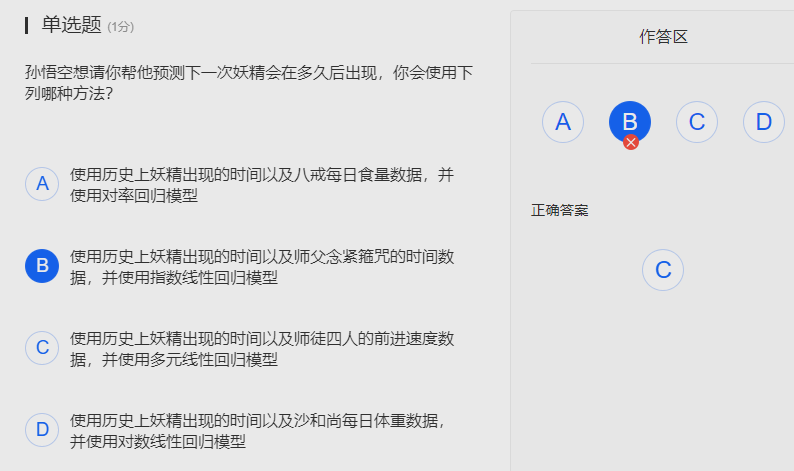 单选题 (1分)
孙悟空想请你帮他预测下一次妖精会在多久后出现，你会使用下
列哪种方法？
A 使用历史上妖精出现的时间以及八戒每日食量数据，并
使用对率回归模型
B 使用历史上妖精出现的时间以及师父念紧箍咒的时间数
据，并使用指数线性回归模型
C 使用历史上妖精出现的时间以及师徒四人的前进速度数
据，并使用多元线性回归模型
D 使用历史上妖精出现的时间以及沙和尚每日体重数据，
并使用对数线性回归模型
作答区
A B C D
正确答案
C